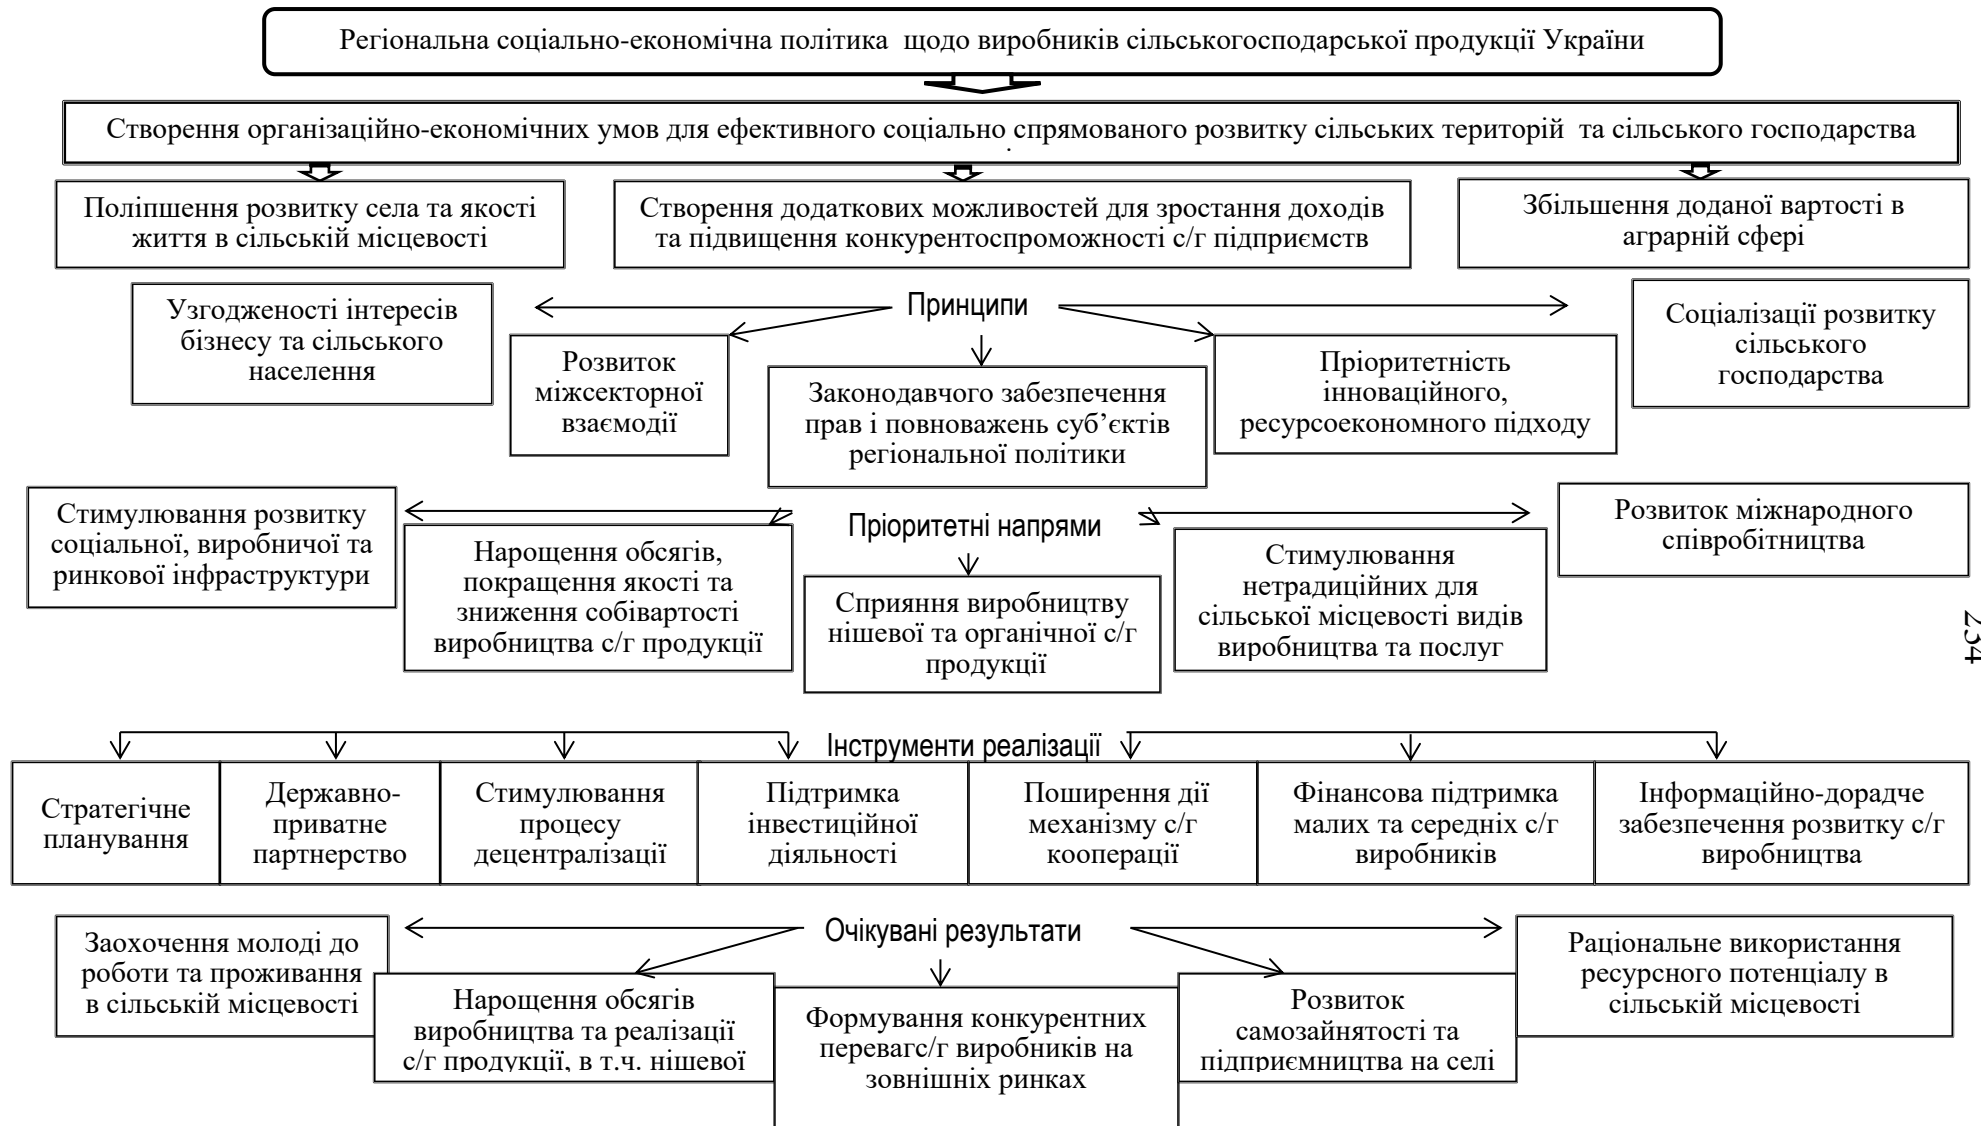 Регіональна соціально-економічна політика щодо виробників сільськогосподарської продукції України
Створення організаційно-економічних умов для ефективного соціально спрямованого розвитку сільських територій та сільського господарства
Поліпшення розвитку села та якості
життя в сільській місцевості
Створення додаткових можливостей для зростання доходів
та підвищення конкурентоспроможності с/г підприємств
Збільшення доданої вартості в
аграрній сфері
Принципи
Узгодженості інтересів
бізнесу та сільського
населення
Розвиток
міжсекторної
взаємодії
Законодавчого забезпечення
прав і повноважень суб’єктів
регіональної політики
Пріоритетність
інноваційного,
ресурсоекономного підходу
Соціалізації розвитку
сільського
господарства
Пріоритетні напрями
Стимулювання розвитку
соціальної, виробничої та
ринкової інфраструктури
Нарощення обсягів,
покращення якості та
зниження собівартості
виробництва с/г продукції
Сприяння виробництву
нішевої та органічної с/г
продукції
Стимулювання
нетрадиційних для
сільської місцевості видів
виробництва та послуг
Розвиток міжнародного
співробітництва
234
Інструменти реалізації
Стратегічне
планування
Державно-
приватне
партнерство
Стимулювання
процесу
децентралізації
Підтримка
інвестиційної
діяльності
Поширення дії
механізму с/г
кооперації
Фінансова підтримка
малих та середніх с/г
виробників
Інформаційно-дорадче
забезпечення розвитку с/г
виробництва
Очікувані результати
Заохочення молоді до
роботи та проживання
в сільській місцевості
Нарощення обсягів
виробництва та реалізації
с/г продукції, в т.ч. нішевої
Формування конкурентних
перевагс/г виробників на
зовнішніх ринках
Розвиток
самозайнятості та
підприємництва на селі
Раціональне використання
ресурсного потенціалу в
сільській місцевості